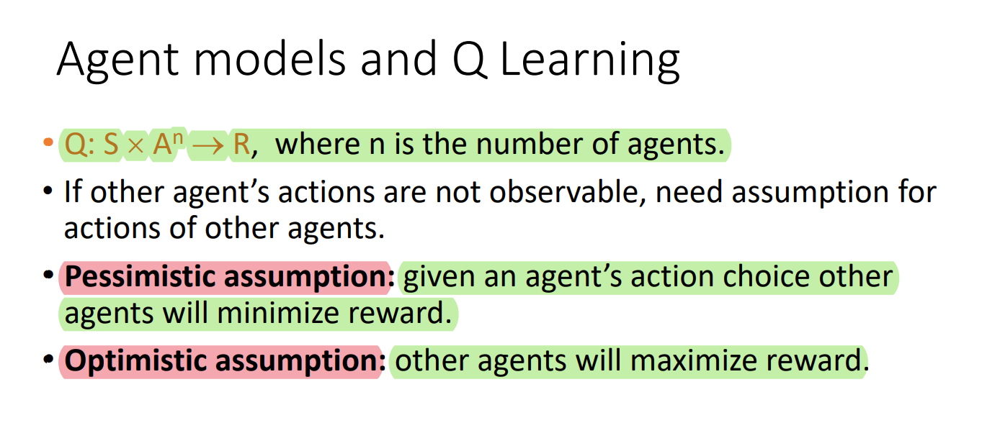 Agent models and Q Learning
• Q: S × Aⁿ → R, where n is the number of agents.
• If other agent’s actions are not observable, need assumption for
actions of other agents.
• Pessimistic assumption: given an agent’s action choice other
agents will minimize reward.
• Optimistic assumption: other agents will maximize reward.